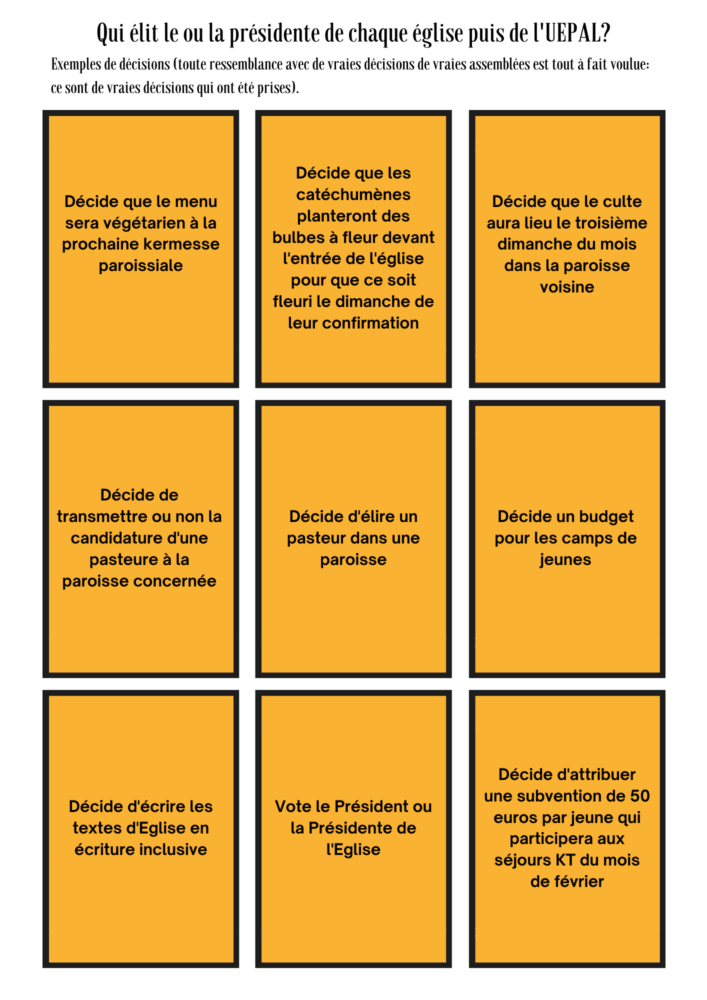 Qui élit le ou la présidente de chaque église puis de l'UEPAL?
Exemples de décisions (toute ressemblance avec de vraies décisions de vraies assemblées est tout à fait voulue:
ce sont de vraies décisions qui ont été prises).
Décide que le menu
sera végétarien à la
prochaine kermesse
paroissiale
Décide que les
catéchumènes
planteront des
bulbes à fleur devant
l'entrée de l'église
pour que ce soit
fleuri le dimanche de
leur confirmation
Décide que le culte
aura lieu le troisième
dimanche du mois
dans la paroisse
voisine
Décide de
transmettre ou non la
candidature d'une
pasteure à la
paroisse concernée
Décide d'élire un
pasteur dans une
paroisse
Décide un budget
pour les camps de
jeunes
Décide d'écrire les
textes d'Eglise en
écriture inclusive
Vote le Président ou
la Présidente de
l'Eglise
Décide d'attribuer
une subvention de 50
euros par jeune qui
participera aux
séjours KT du mois
de février